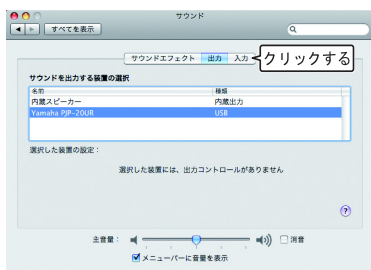 サウンド
すべてを表示
サウンドエフェクト 出力 入力 クリックする
サウンドを出力する装置の選択
名前 種類
内蔵スピーカー 内蔵出力
Yamaha PJP-20UR USB
選択した装置の設定：
選択した装置には、出力コントロールがありません
?
主音量： 消音
メニューバーに音量を表示